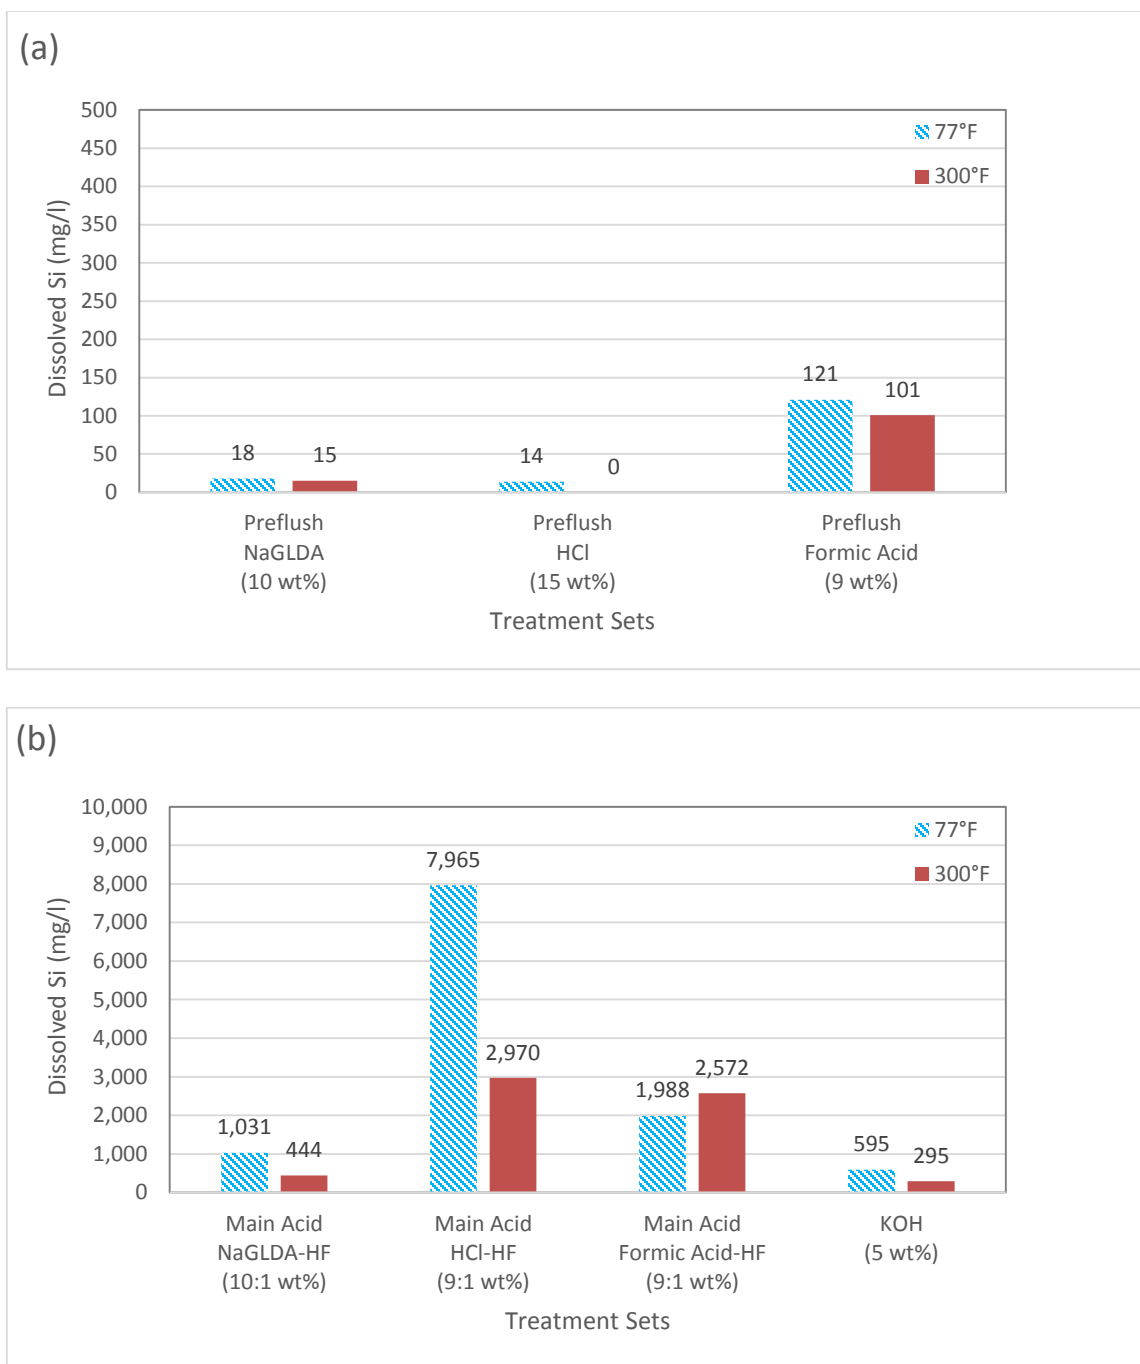 (a)
500
450
400
350
300
250
200
150
100
50
0
Dissolved Si (mg/l)
77°F
300°F
18
15
14
0
121
101
Preflush
NaGLDA
(10 wt%)
Preflush
HCl
(15 wt%)
Preflush
Formic Acid
(9 wt%)
Treatment Sets
(b)
10,000
9,000
8,000
7,000
6,000
5,000
4,000
3,000
2,000
1,000
0
Dissolved Si (mg/l)
77°F
300°F
1,031
444
7,965
2,970
1,988
2,572
595
295
Main Acid
NaGLDA-HF
(10:1 wt%)
Main Acid
HCl-HF
(9:1 wt%)
Main Acid
Formic Acid-HF
(9:1 wt%)
KOH
(5 wt%)
Treatment Sets